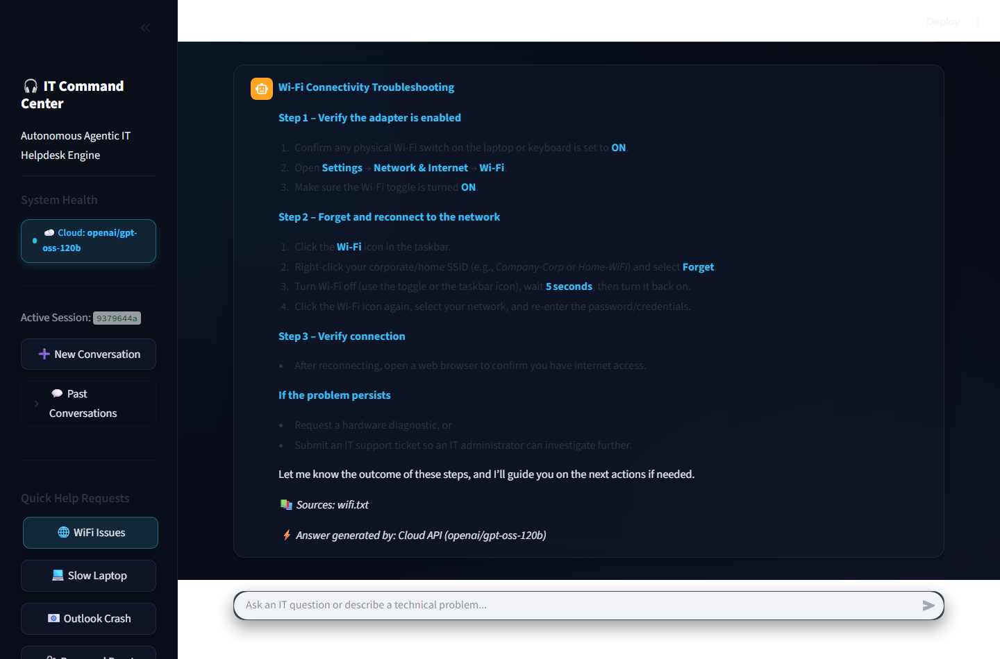 Deploy
IT Command
Center
Autonomous Agentic IT
Helpdesk Engine
System Health
Cloud: openai/gpt-
oss-120b
Active Session: 9379644a
New Conversation
Past
Conversations
Quick Help Requests
WiFi Issues
Slow Laptop
Outlook Crash
Wi-Fi Connectivity Troubleshooting
Step 1 – Verify the adapter is enabled
1. Confirm any physical Wi-Fi switch on the laptop or keyboard is set to ON.
2. Open Settings → Network & Internet → Wi-Fi.
3. Make sure the Wi-Fi toggle is turned ON.
Step 2 – Forget and reconnect to the network
1. Click the Wi-Fi icon in the taskbar.
2. Right-click your corporate/home SSID (e.g., Company-Corp or Home-WiFi) and select Forget.
3. Turn Wi-Fi off (use the toggle or the taskbar icon), wait 5 seconds, then turn it back on.
4. Click the Wi-Fi icon again, select your network, and re-enter the password/credentials.
Step 3 – Verify connection
• After reconnecting, open a web browser to confirm you have internet access.
If the problem persists
• Request a hardware diagnostic, or
• Submit an IT support ticket so an IT administrator can investigate further.
Let me know the outcome of these steps, and I’ll guide you on the next actions if needed.
Sources: wifi.txt
Answer generated by: Cloud API (openai/gpt-oss-120b)
Ask an IT question or describe a technical problem...